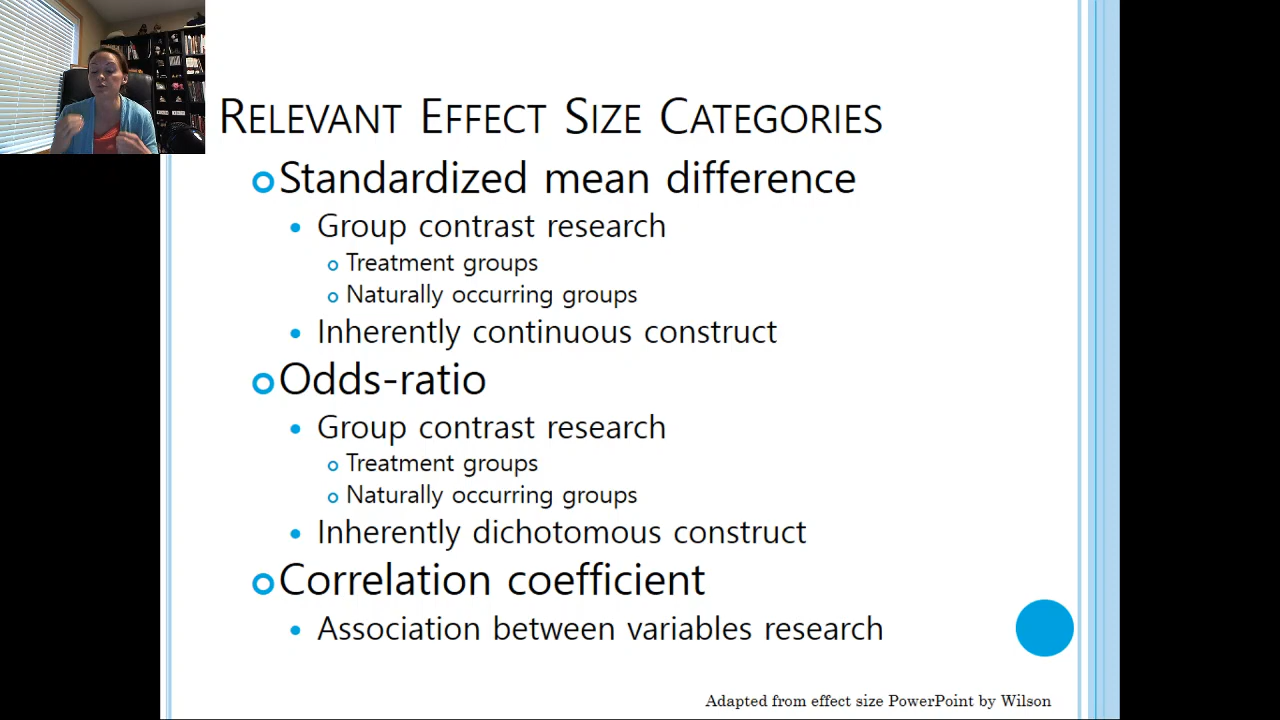 RELEVANT EFFECT SIZE CATEGORIES
Standardized mean difference
Group contrast research
Treatment groups
Naturally occurring groups
Inherently continuous construct
Odds-ratio
Group contrast research
Treatment groups
Naturally occurring groups
Inherently dichotomous construct
Correlation coefficient
Association between variables research
Adapted from effect size PowerPoint by Wilson